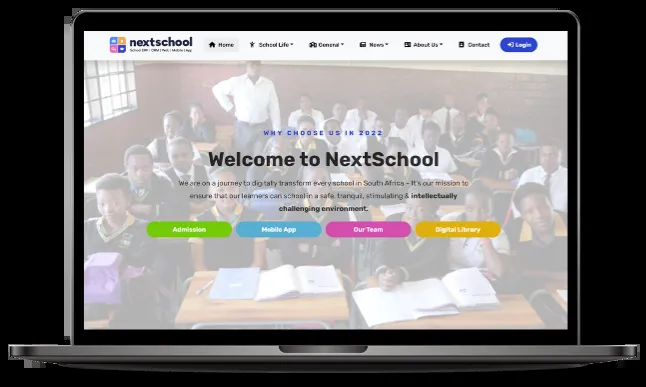 nextschool
School ERP | CRM | Web | Mobile | App
Home
School Life
General
News
About Us
Contact
Login
WHY CHOOSE US IN 2022
Welcome to NextSchool
We are on a journey to digitally transform every school in South Africa - It's our mission to
ensure that our learners can school in a safe, tranquil, stimulating & intellectually
challenging environment.
Admission
Mobile App
Our Team
Digital Library